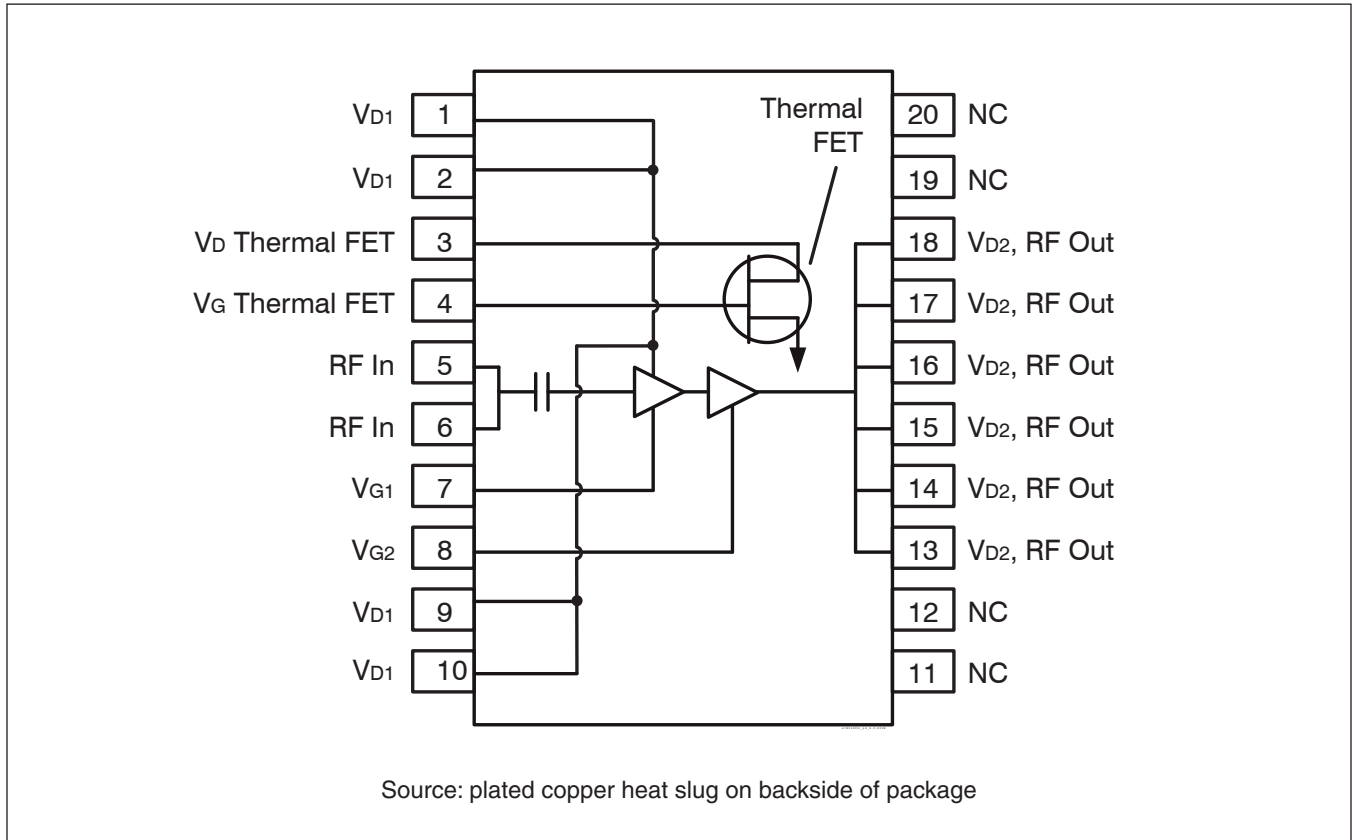 VD1 1
VD1 2
VD Thermal FET 3
VG Thermal FET 4
RF In 5
RF In 6
VG1 7
VG2 8
VD1 9
VD1 10
Thermal
FET
20 NC
19 NC
18 VD2, RF Out
17 VD2, RF Out
16 VD2, RF Out
15 VD2, RF Out
14 VD2, RF Out
13 VD2, RF Out
12 NC
11 NC
Source: plated copper heat slug on backside of package